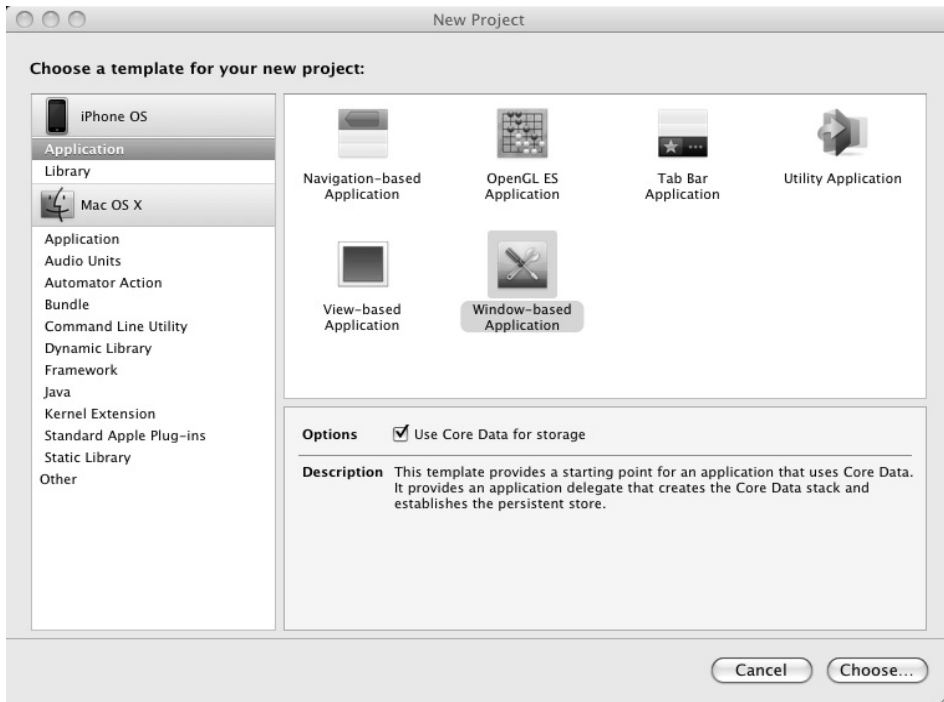 New Project
Choose a template for your new project:
iPhone OS
Application
Library
Mac OS X
Application
Audio Units
Automator Action
Bundle
Command Line Utility
Dynamic Library
Framework
Java
Kernel Extension
Standard Apple Plug-ins
Static Library
Other
Navigation-based
Application
OpenGL ES
Application
Tab Bar
Application
Utility Application
View-based
Application
Window-based
Application
Options Use Core Data for storage
Description This template provides a starting point for an application that uses Core Data.
It provides an application delegate that creates the Core Data stack and
establishes the persistent store.
Cancel
Choose...